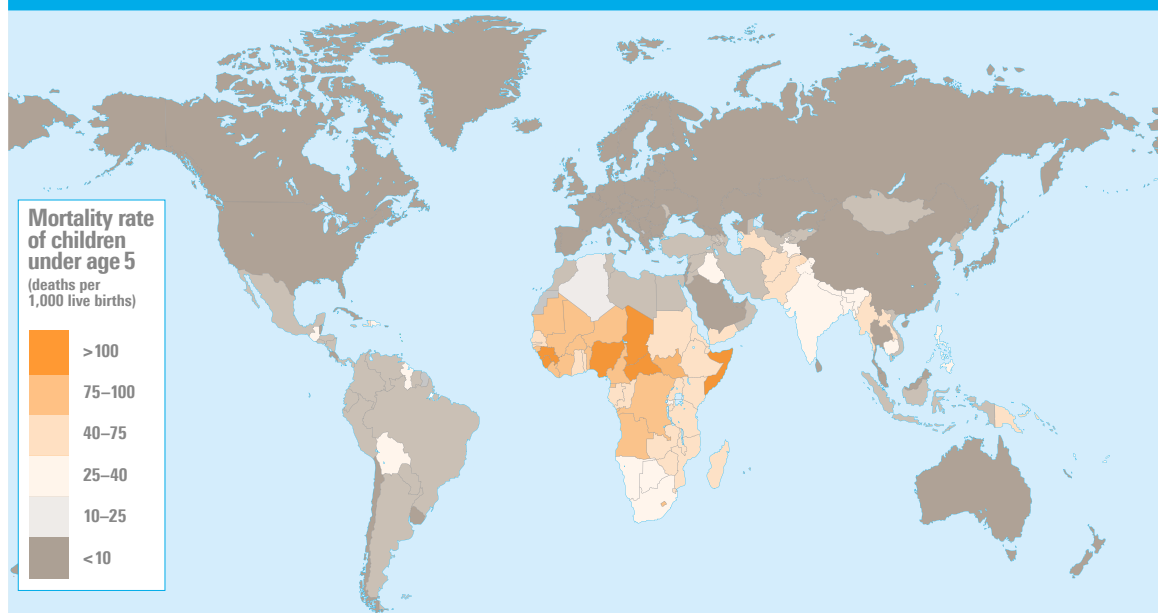 Mortality rate
of children
under age 5
(deaths per
1,000 live births)
>100
75–100
40–75
25–40
10–25
<10